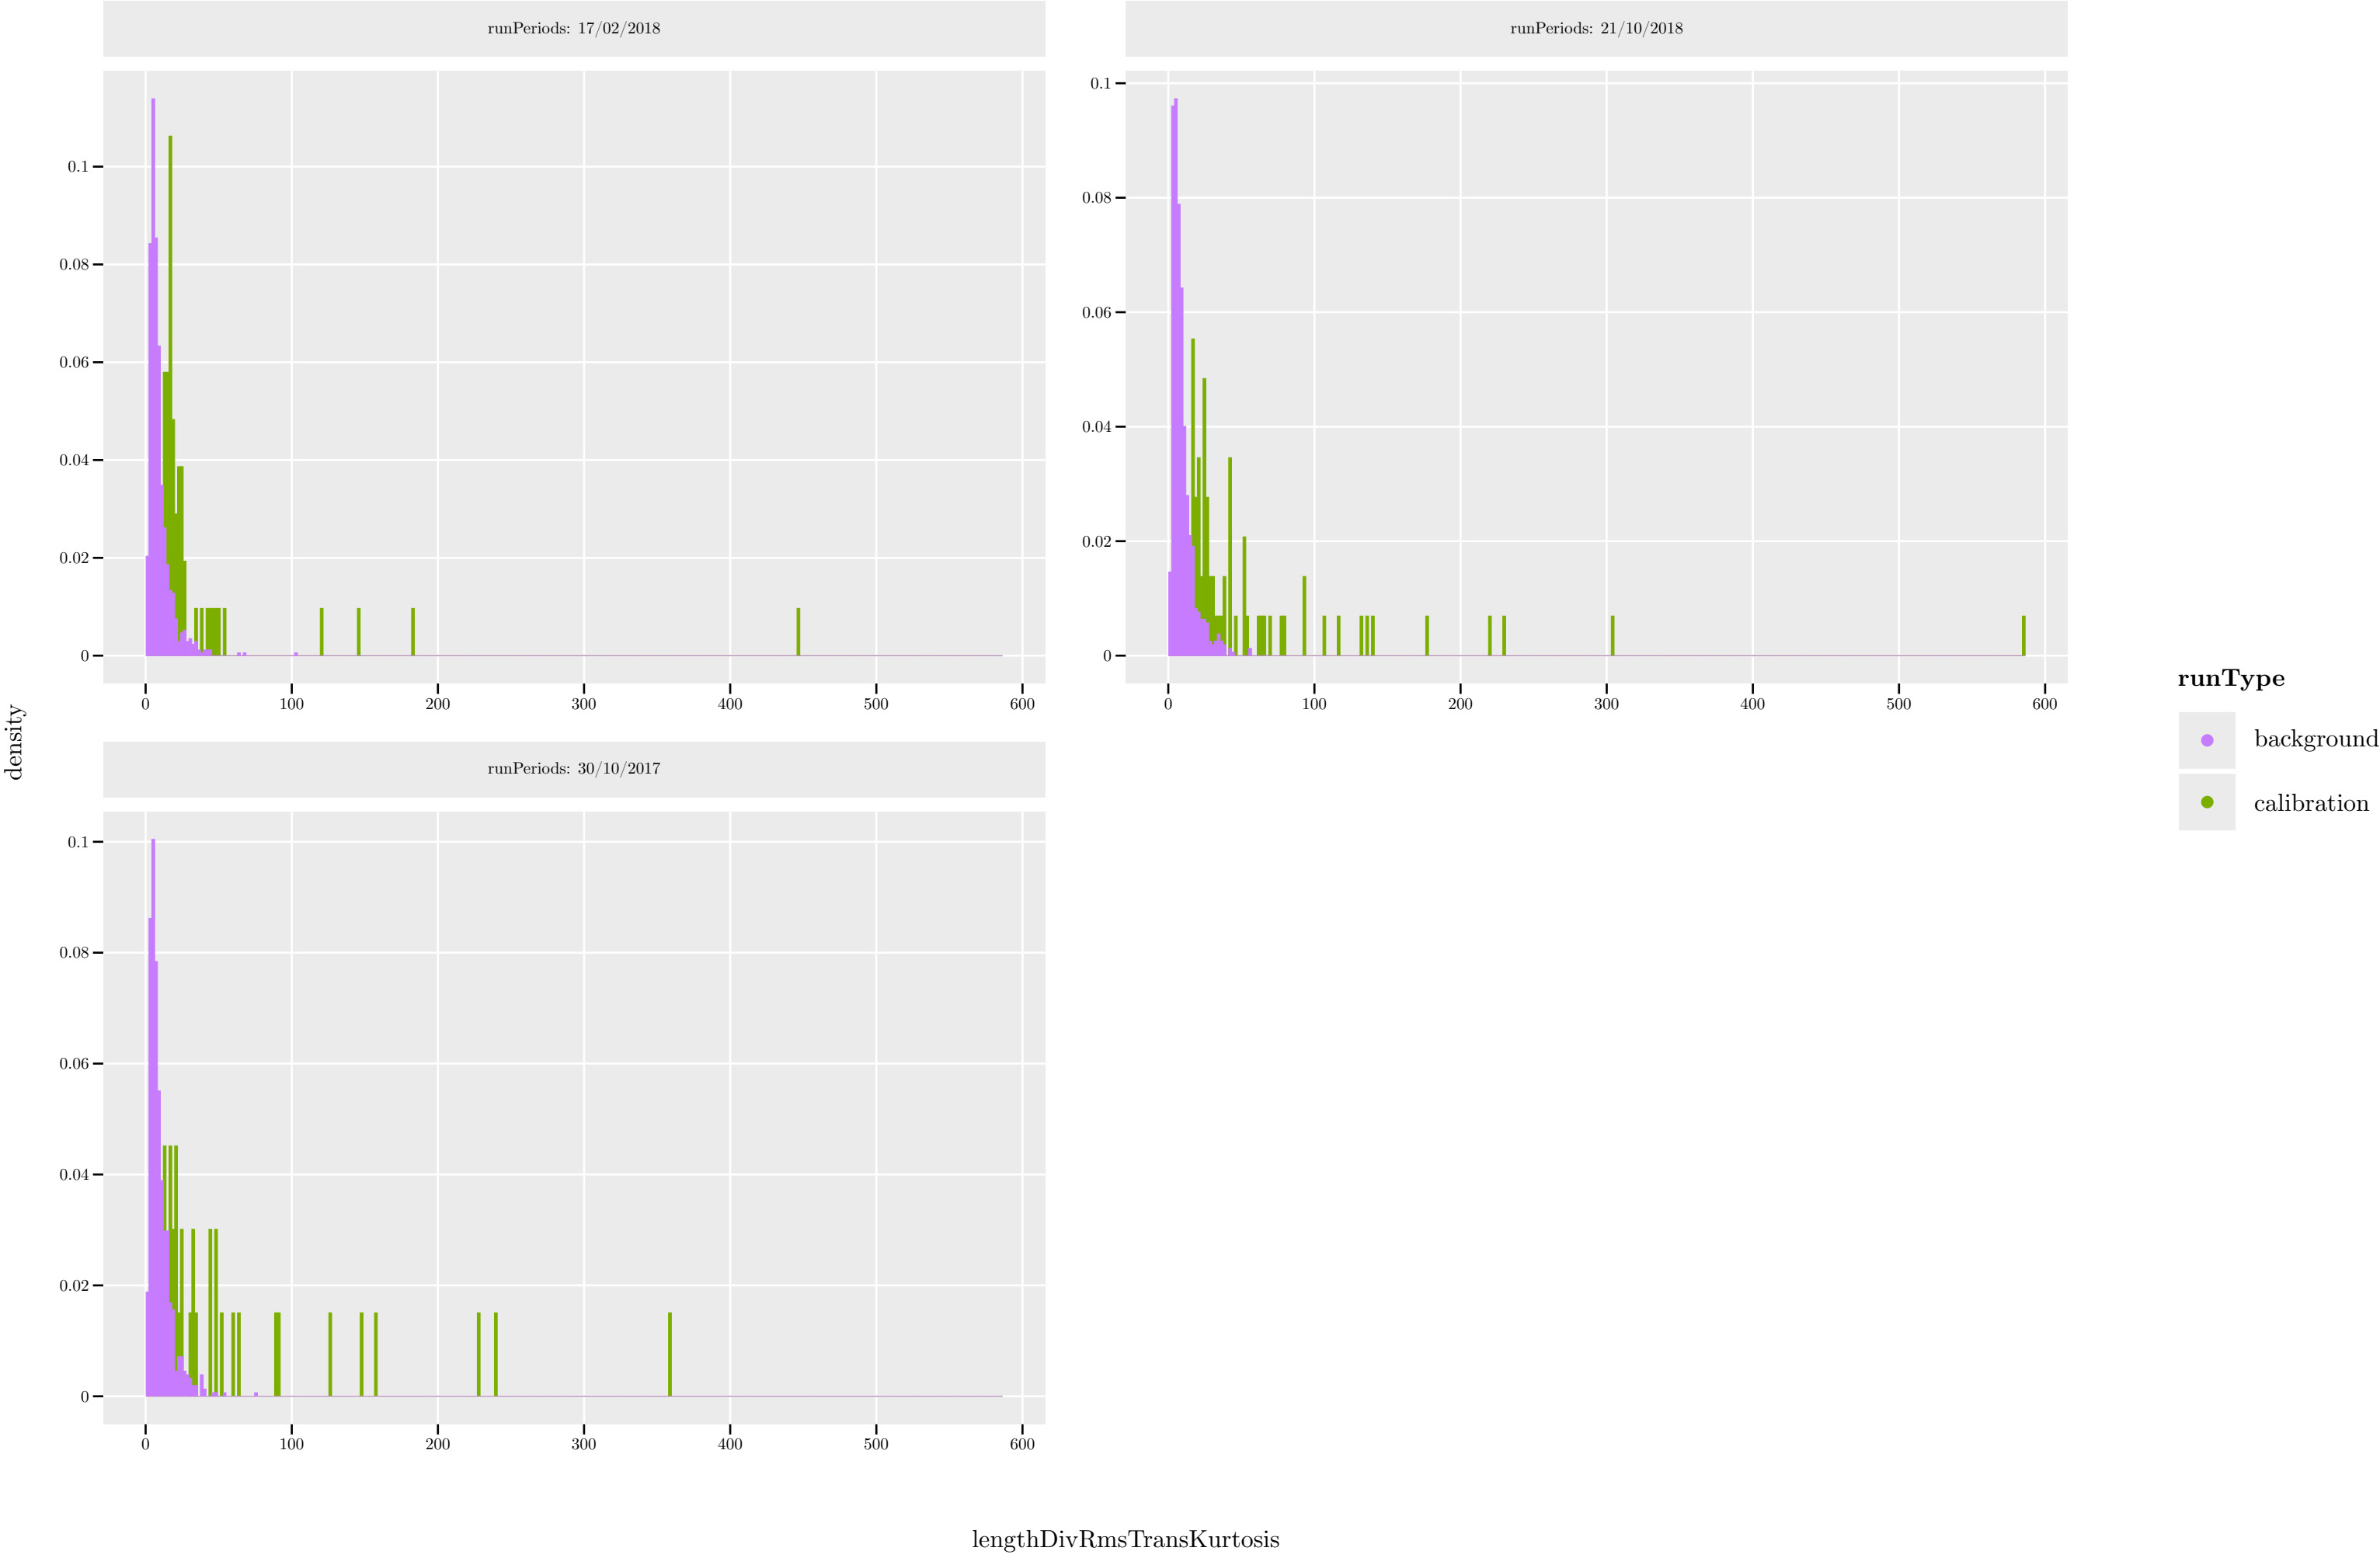 runPeriods: 17/02/2018
0.1
0.08
0.06
0.04
0.02
0
0 100 200 300 400 500 600
runPeriods: 21/10/2018
0.1
0.08
0.06
0.04
0.02
0
0 100 200 300 400 500 600
runPeriods: 30/10/2017
0.1
0.08
0.06
0.04
0.02
0
0 100 200 300 400 500 600
density
lengthDivRmsTransKurtosis
runType
background
calibration